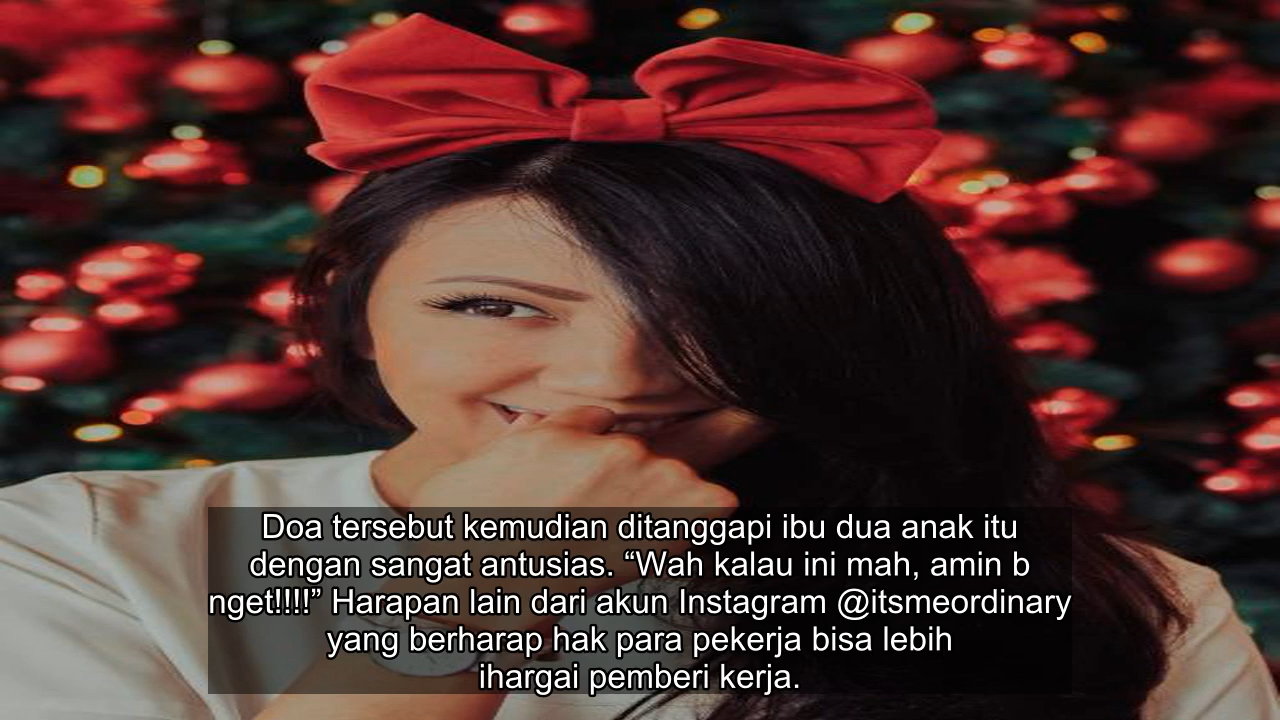 Doa tersebut kemudian ditanggapi ibu dua anak itu
dengan sangat antusias. “Wah kalau ini mah, amin b
nget!!!!” Harapan lain dari akun Instagram @itsmeordinary
yang berharap hak para pekerja bisa lebih
ihargai pemberi kerja.